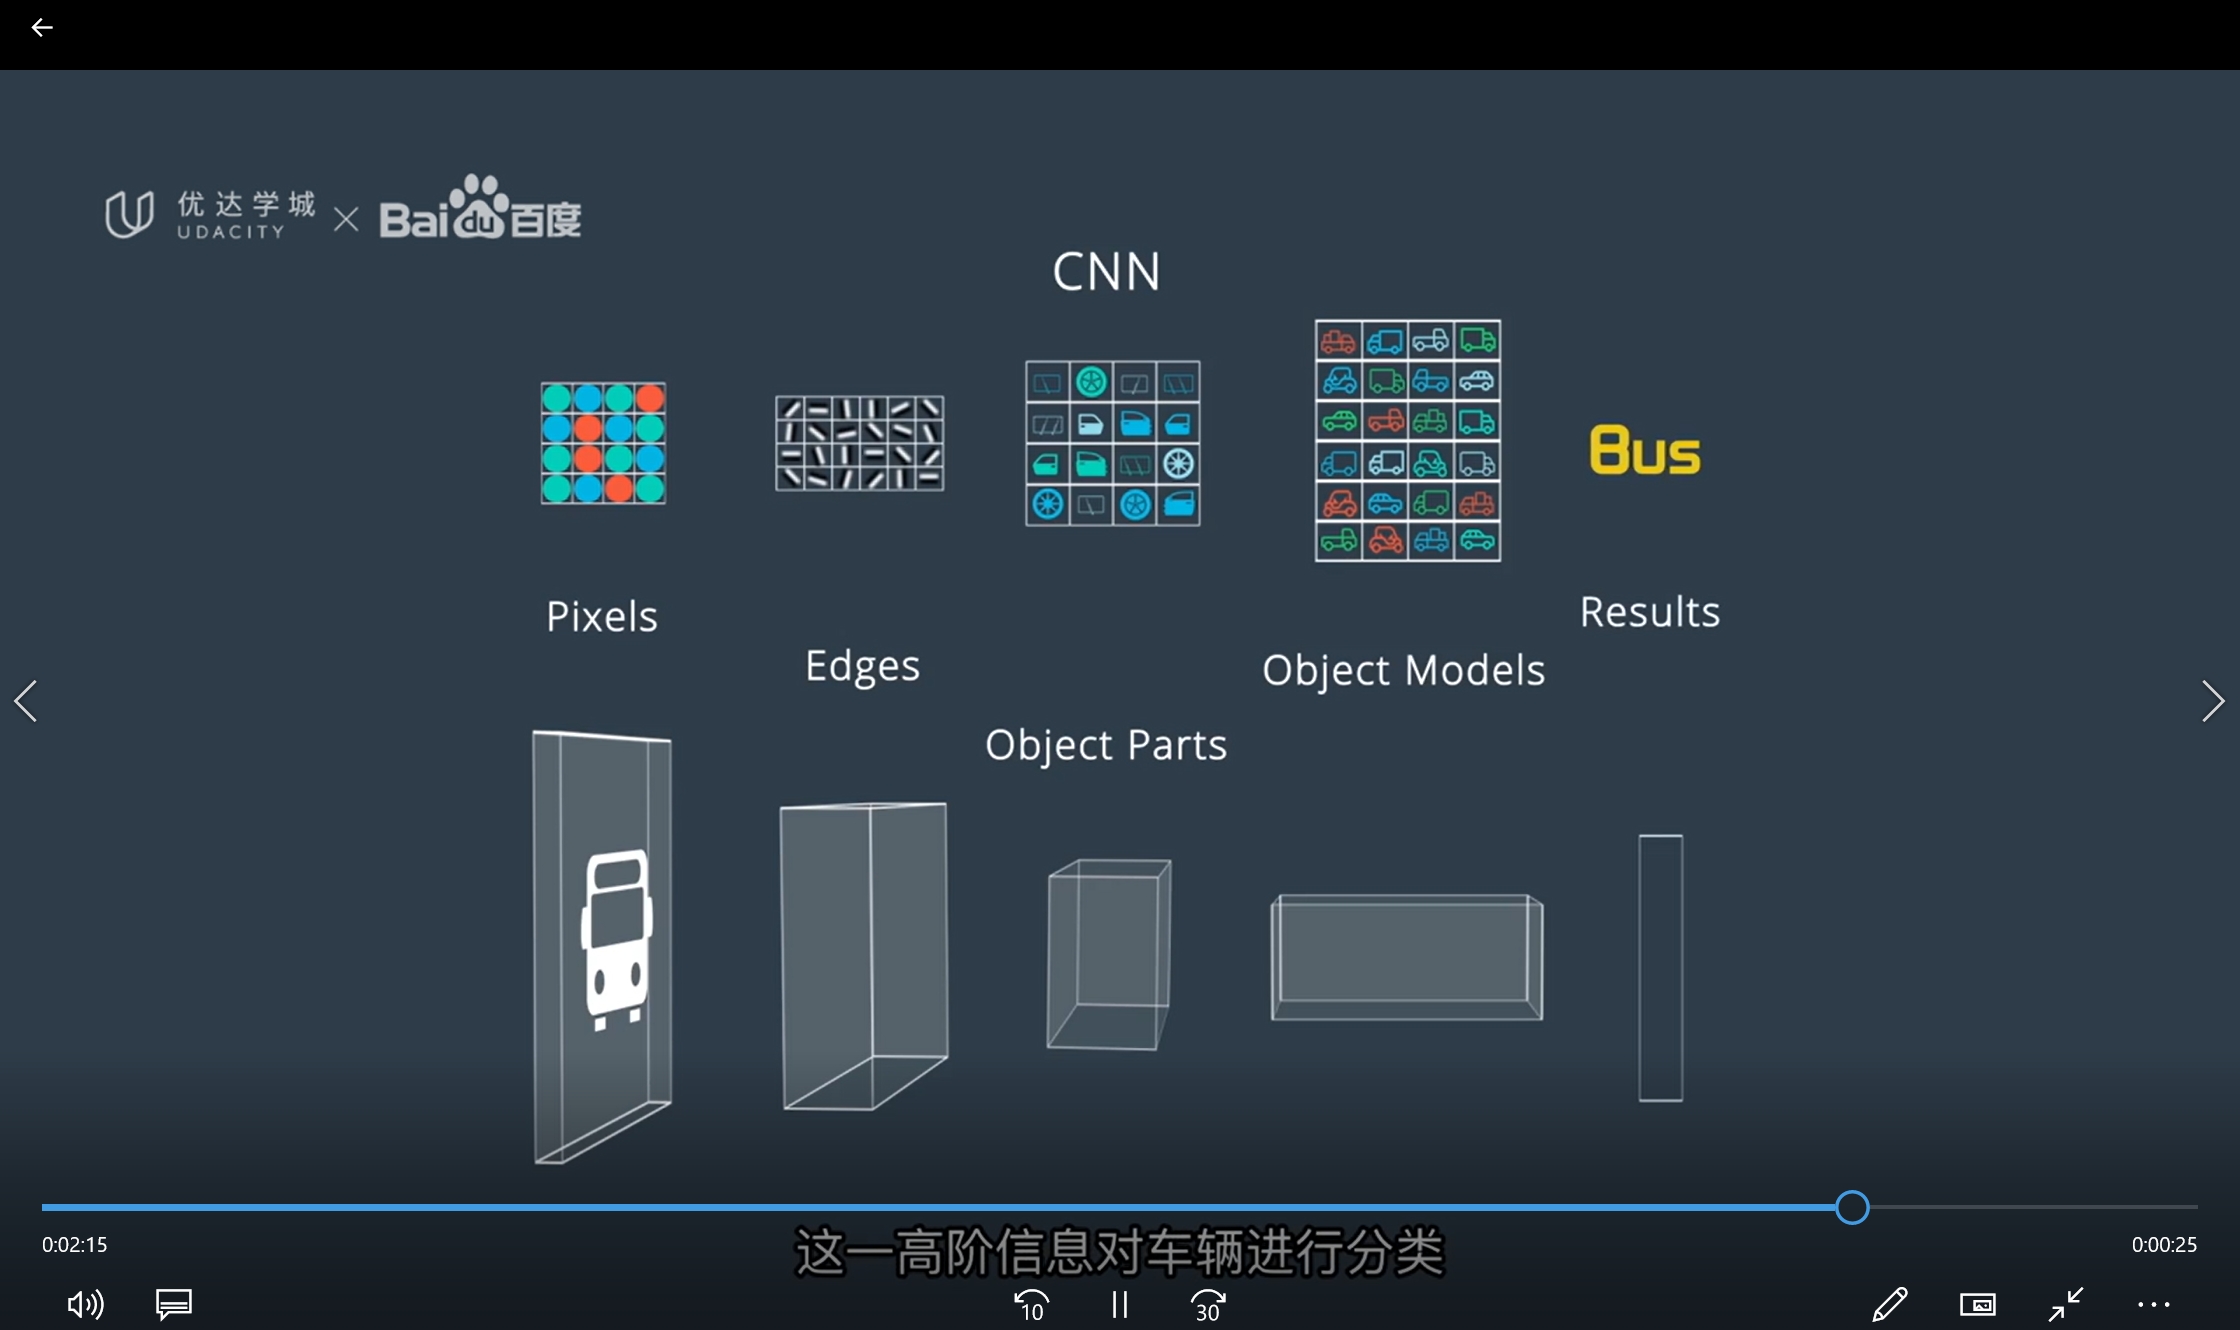 优达学城
UDACITY
Baidu百度
CNN
Bus
Pixels
Results
Edges
Object Models
Object Parts
0:02:15
这一高阶信息对车辆进行分类
0:00:25
10
30